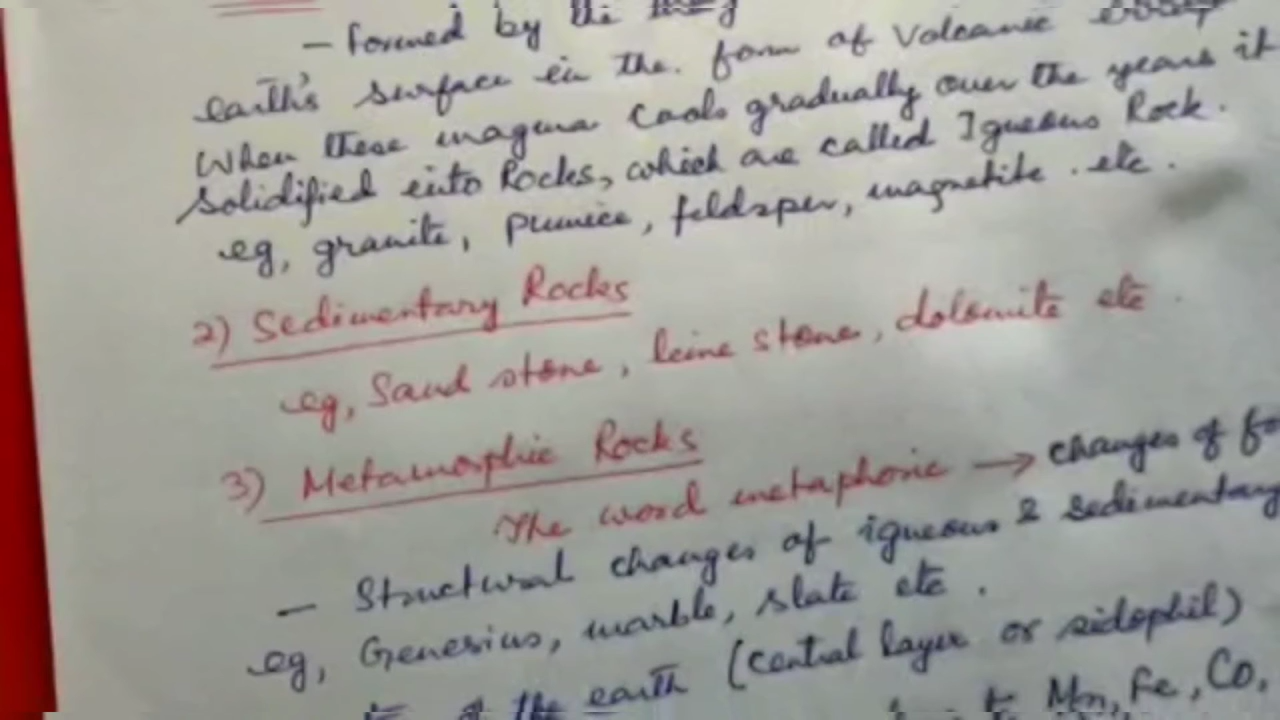 - formed by the
earth's surface in the. form of Volcanic
When these magma cools gradually over the years it
solidified into Rocks, which are called Igneous Rock.
eg, granite, pumice, feldsper, magnetite . etc .
2) Sedimentary Rocks
eg, Sand stone, leine stone, dolomite etc .
3) Metamorphic Rocks
The word metaphoric → changes of fo
- Structural changes of igneous & sedimentary
eg, Genesius, marble, slate etc .
of the earth (central layer or sidophil)
Mn, Fe, Co,